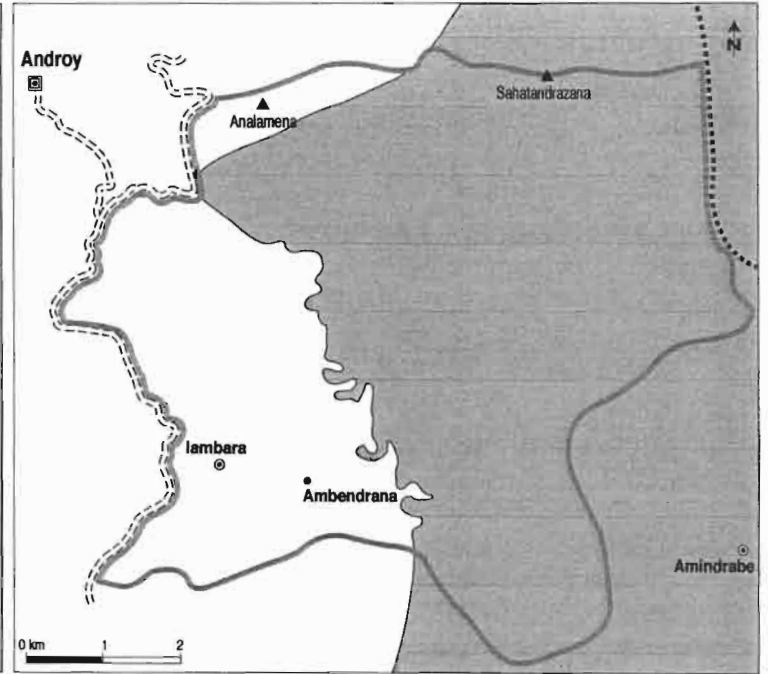 N
Androy
Sahatandrazana
Analamena
Iambara
Ambendrana
Amindrabe
0 km 1 2